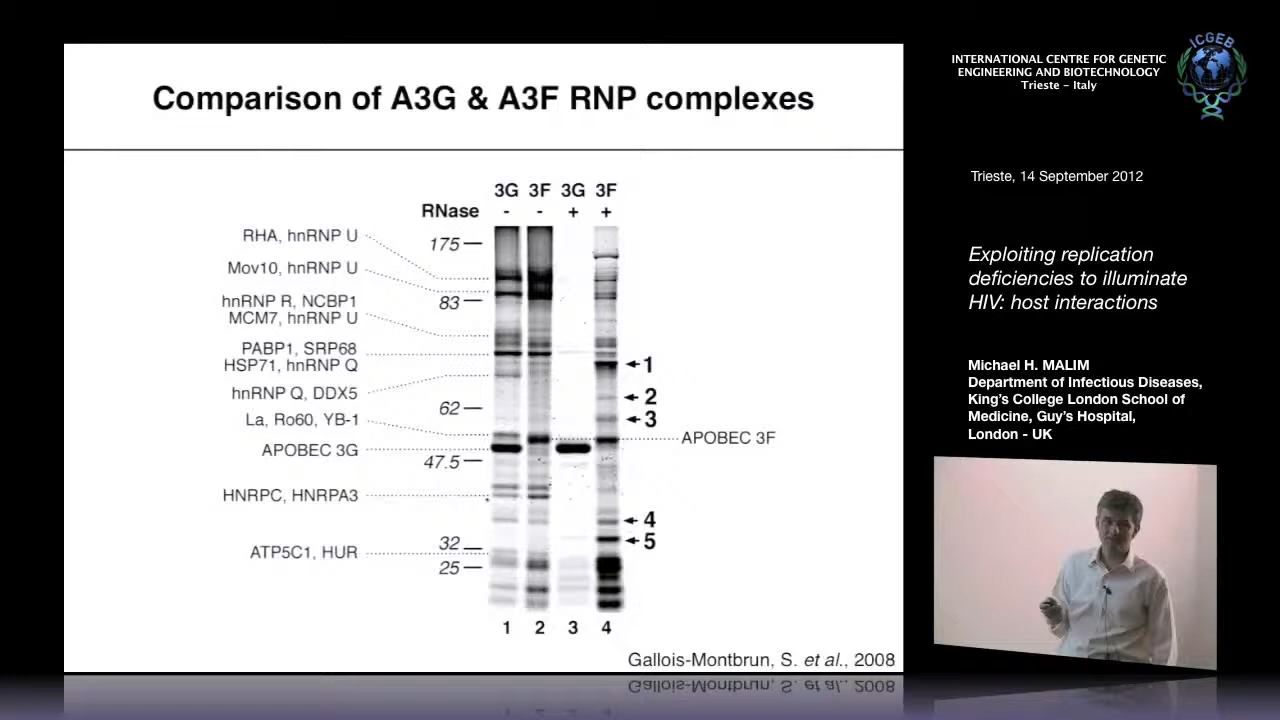 Comparison of A3G & A3F RNP complexes
3G 3F 3G 3F
RNase - - + +
RHA, hnRNP U
Mov10, hnRNP U
hnRNP R, NCBP1
MCM7, hnRNP U
PABP1, SRP68
HSP71, hnRNP Q
hnRNP Q, DDX5
La, Ro60, YB-1
APOBEC 3G
HNRPC, HNRPA3
ATP5C1, HUR
175
83
62
47.5
32
25
1
2
3
APOBEC 3F
4
5
1 2 3 4
Gallois-Montbrun, S. et al., 2008
Gallois-Montbrun, S. et al., 2008
INTERNATIONAL CENTRE FOR GENETIC
ENGINEERING AND BIOTECHNOLOGY
Trieste - Italy
ICGEB
Trieste, 14 September 2012
Exploiting replication
deficiencies to illuminate
HIV: host interactions
Michael H. MALIM
Department of Infectious Diseases,
King's College London School of
Medicine, Guy's Hospital,
London - UK